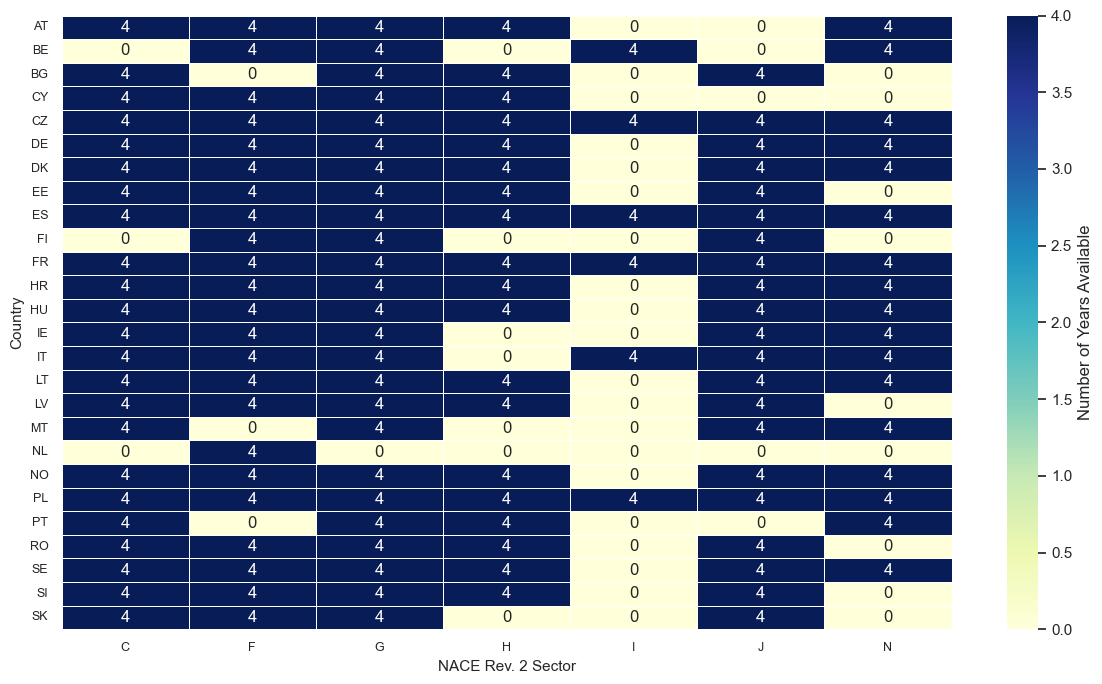 AT 4 4 4 4 0 0 4
BE 0 4 4 0 4 0 4
BG 4 0 4 4 0 4 0
CY 4 4 4 4 0 0 0
CZ 4 4 4 4 4 4 4
DE 4 4 4 4 0 4 4
DK 4 4 4 4 0 4 4
EE 4 4 4 4 0 4 0
ES 4 4 4 4 4 4 4
FI 0 4 4 0 0 4 0
FR 4 4 4 4 4 4 4
HR 4 4 4 4 0 4 4
HU 4 4 4 4 0 4 4
IE 4 4 4 0 0 4 4
IT 4 4 4 0 4 4 4
LT 4 4 4 4 0 4 4
LV 4 4 4 4 0 4 0
MT 4 0 4 0 0 4 4
NL 0 4 0 0 0 0 0
NO 4 4 4 4 0 4 4
PL 4 4 4 4 4 4 4
PT 4 0 4 4 0 0 4
RO 4 4 4 4 0 4 0
SE 4 4 4 4 0 4 4
SI 4 4 4 4 0 4 0
SK 4 4 4 0 0 4 0
C F G H I J N
NACE Rev. 2 Sector
Country
4.0
3.5
3.0
2.5
2.0
1.5
1.0
0.5
0.0
Number of Years Available